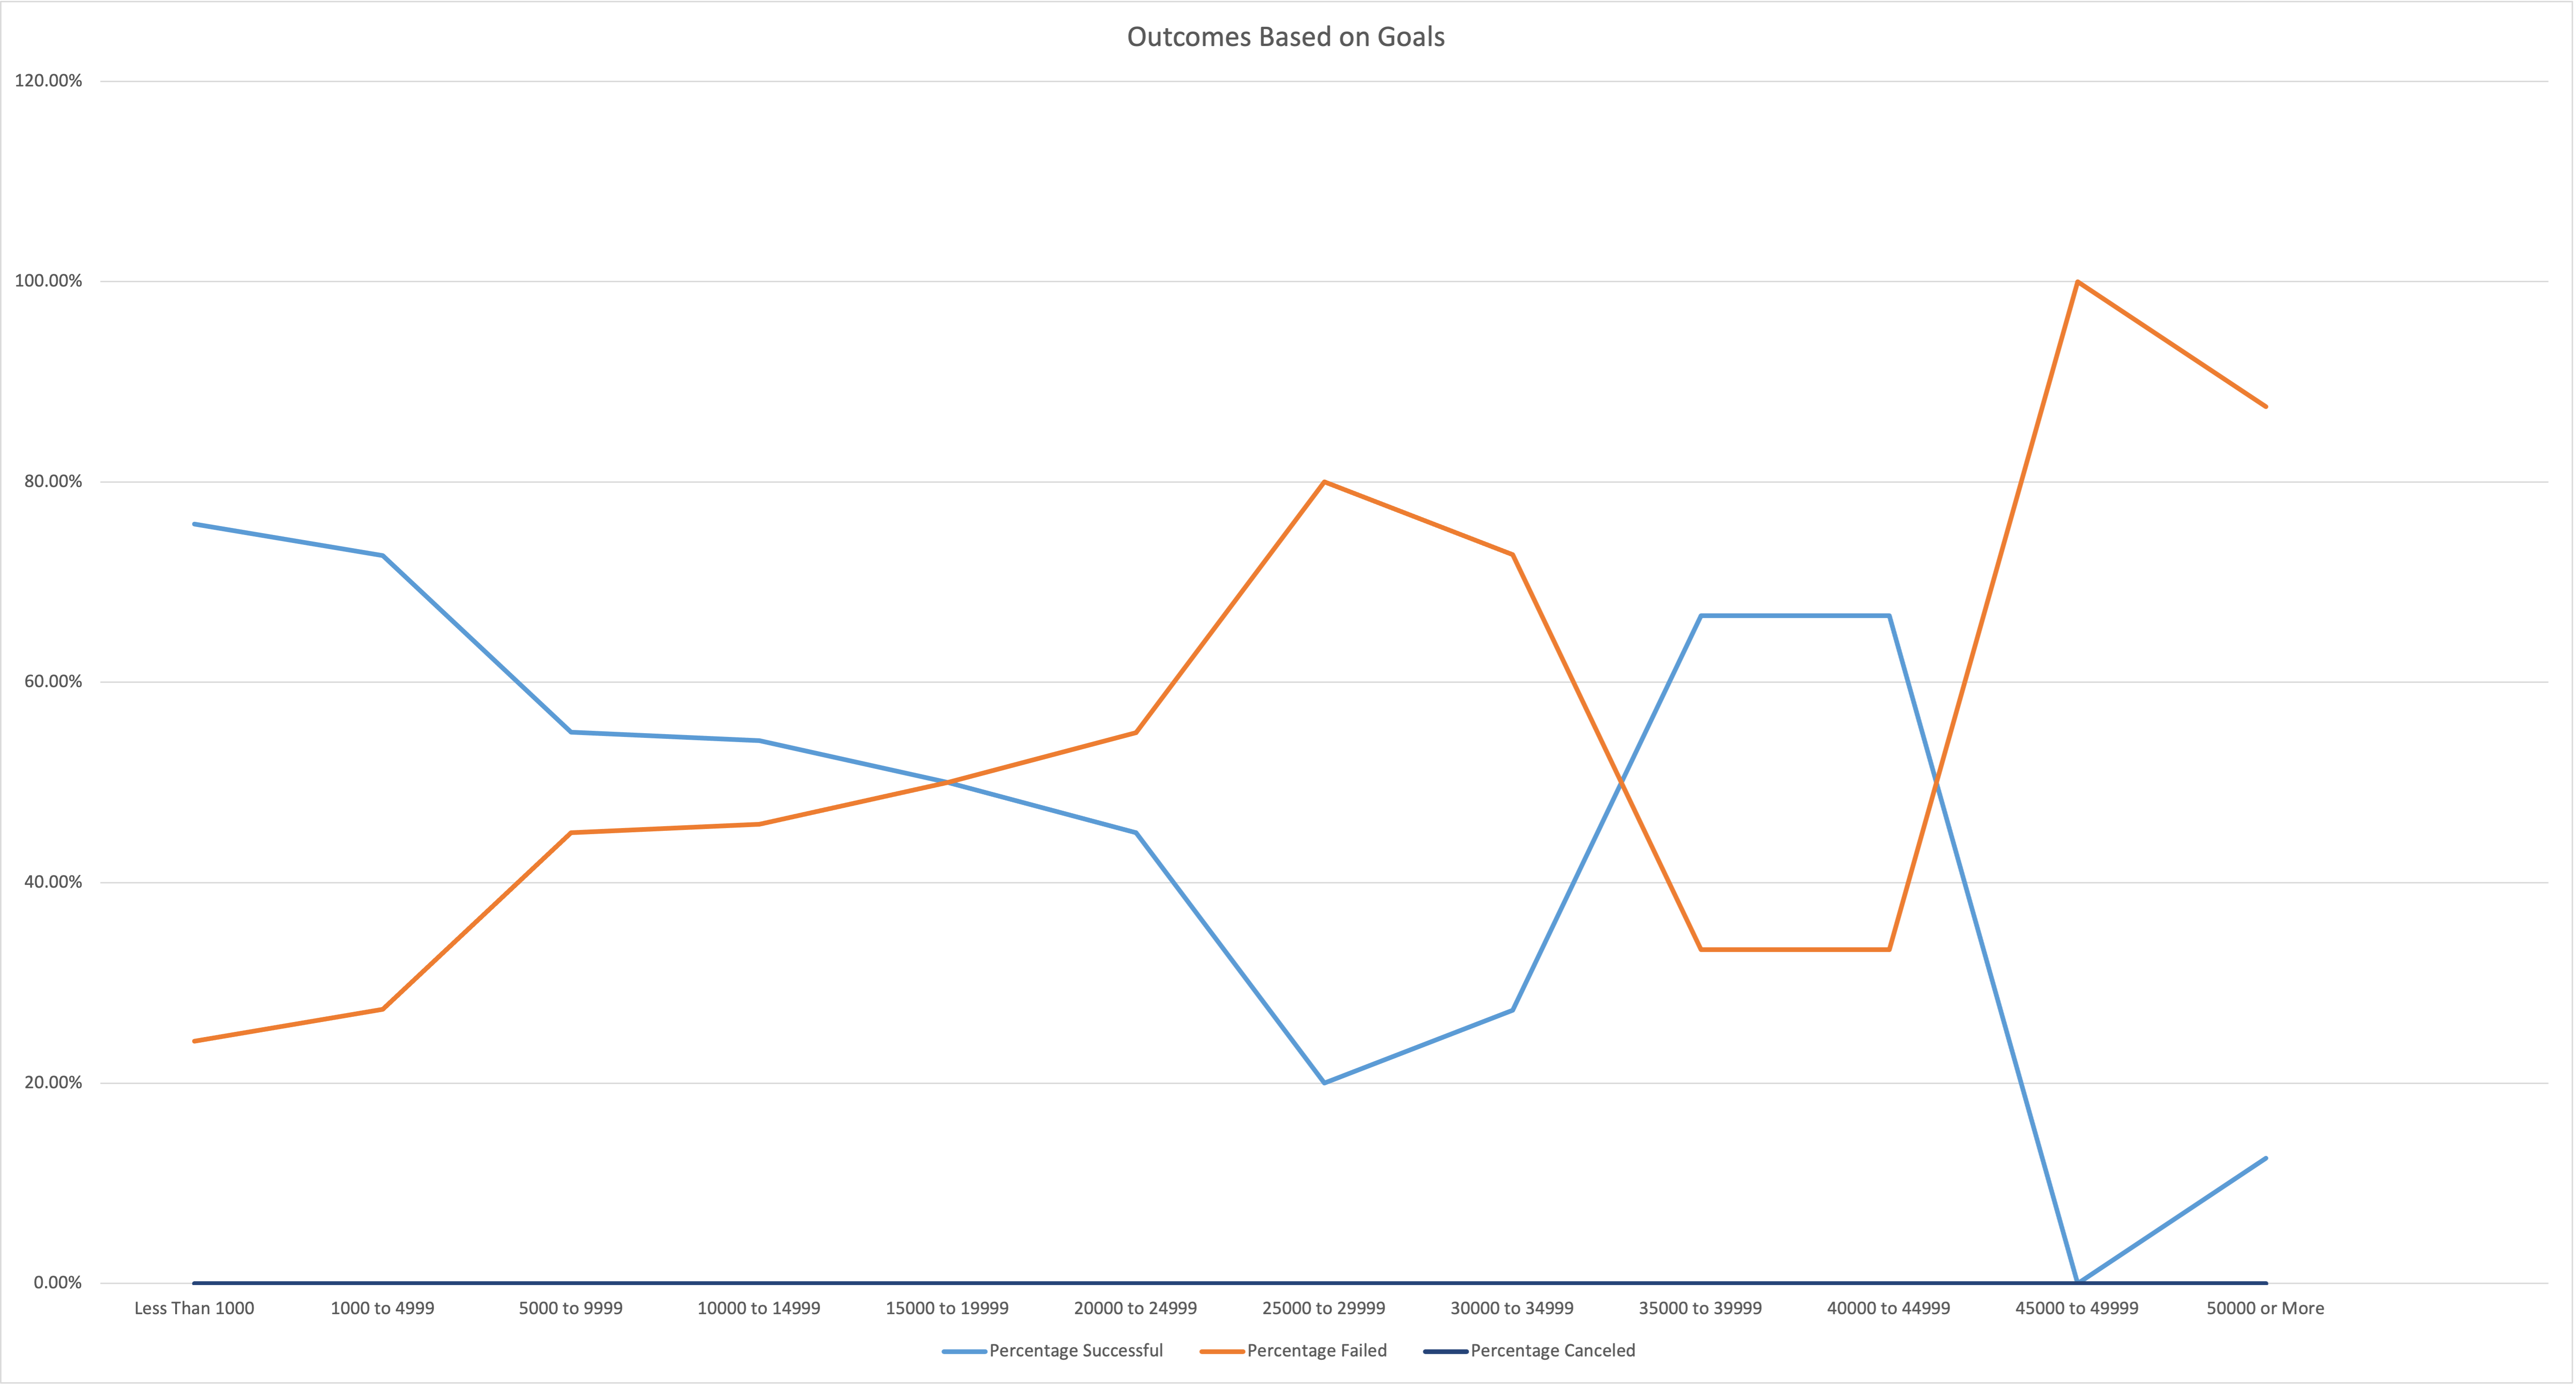 Outcomes Based on Goals
120.00%
100.00%
80.00%
60.00%
40.00%
20.00%
0.00%
Less Than 1000 1000 to 4999 5000 to 9999 10000 to 14999 15000 to 19999 20000 to 24999 25000 to 29999 30000 to 34999 35000 to 39999 40000 to 44999 45000 to 49999 50000 or More
Percentage Successful Percentage Failed Percentage Canceled